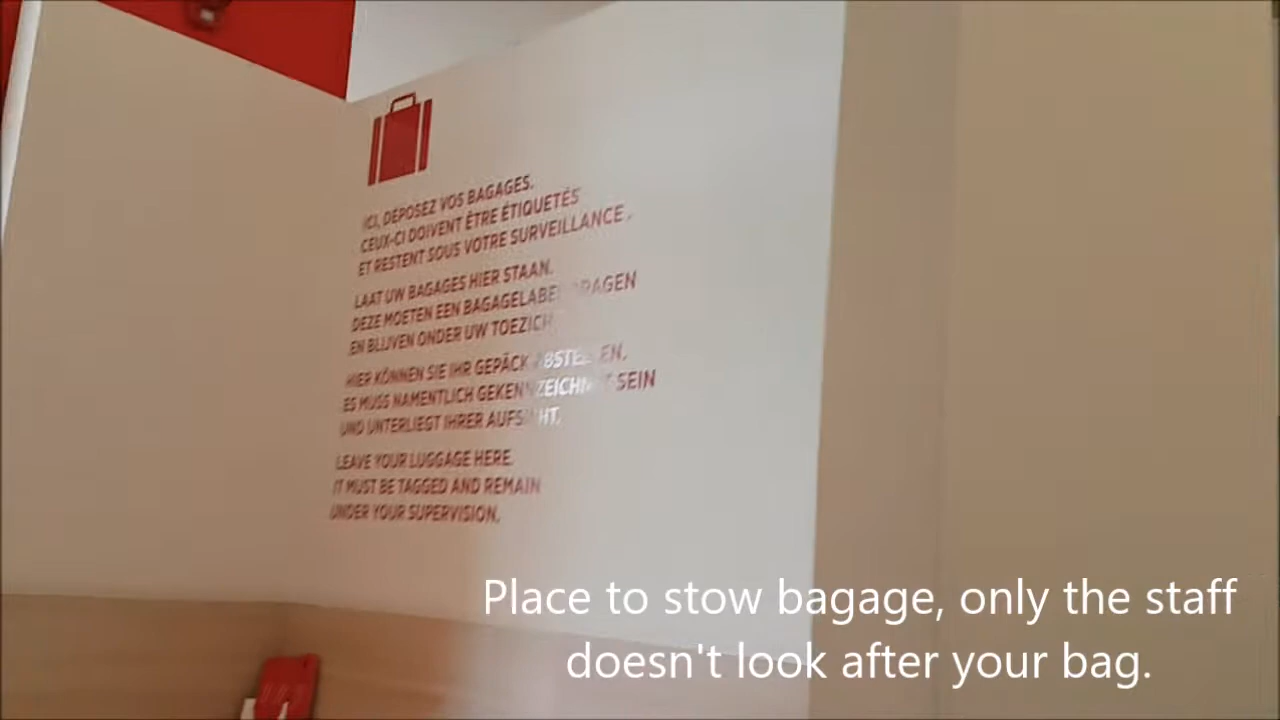 ICI, DEPOSEZ VOS BAGAGES.
CEUX-CI DOIVENT ÊTRE ÉTIQUETÉS
ET RESTENT SOUS VOTRE SURVEILLANCE.
LAAT UW BAGAGES HIER STAAN.
DEZE MOETEN EEN BAGAGELABEL DRAGEN
EN BLIJVEN ONDER UW TOEZICH
HIER KÖNNEN SIE IHR GEPÄCK ABSTELLEN,
ES MUSS NAMENTLICH GEKENNZEICHNET SEIN
UND UNTERLIEGT IHRER AUFSICHT.
LEAVE YOUR LUGGAGE HERE.
IT MUST BE TAGGED AND REMAIN
UNDER YOUR SUPERVISION.
Place to stow bagage, only the staff
doesn't look after your bag.